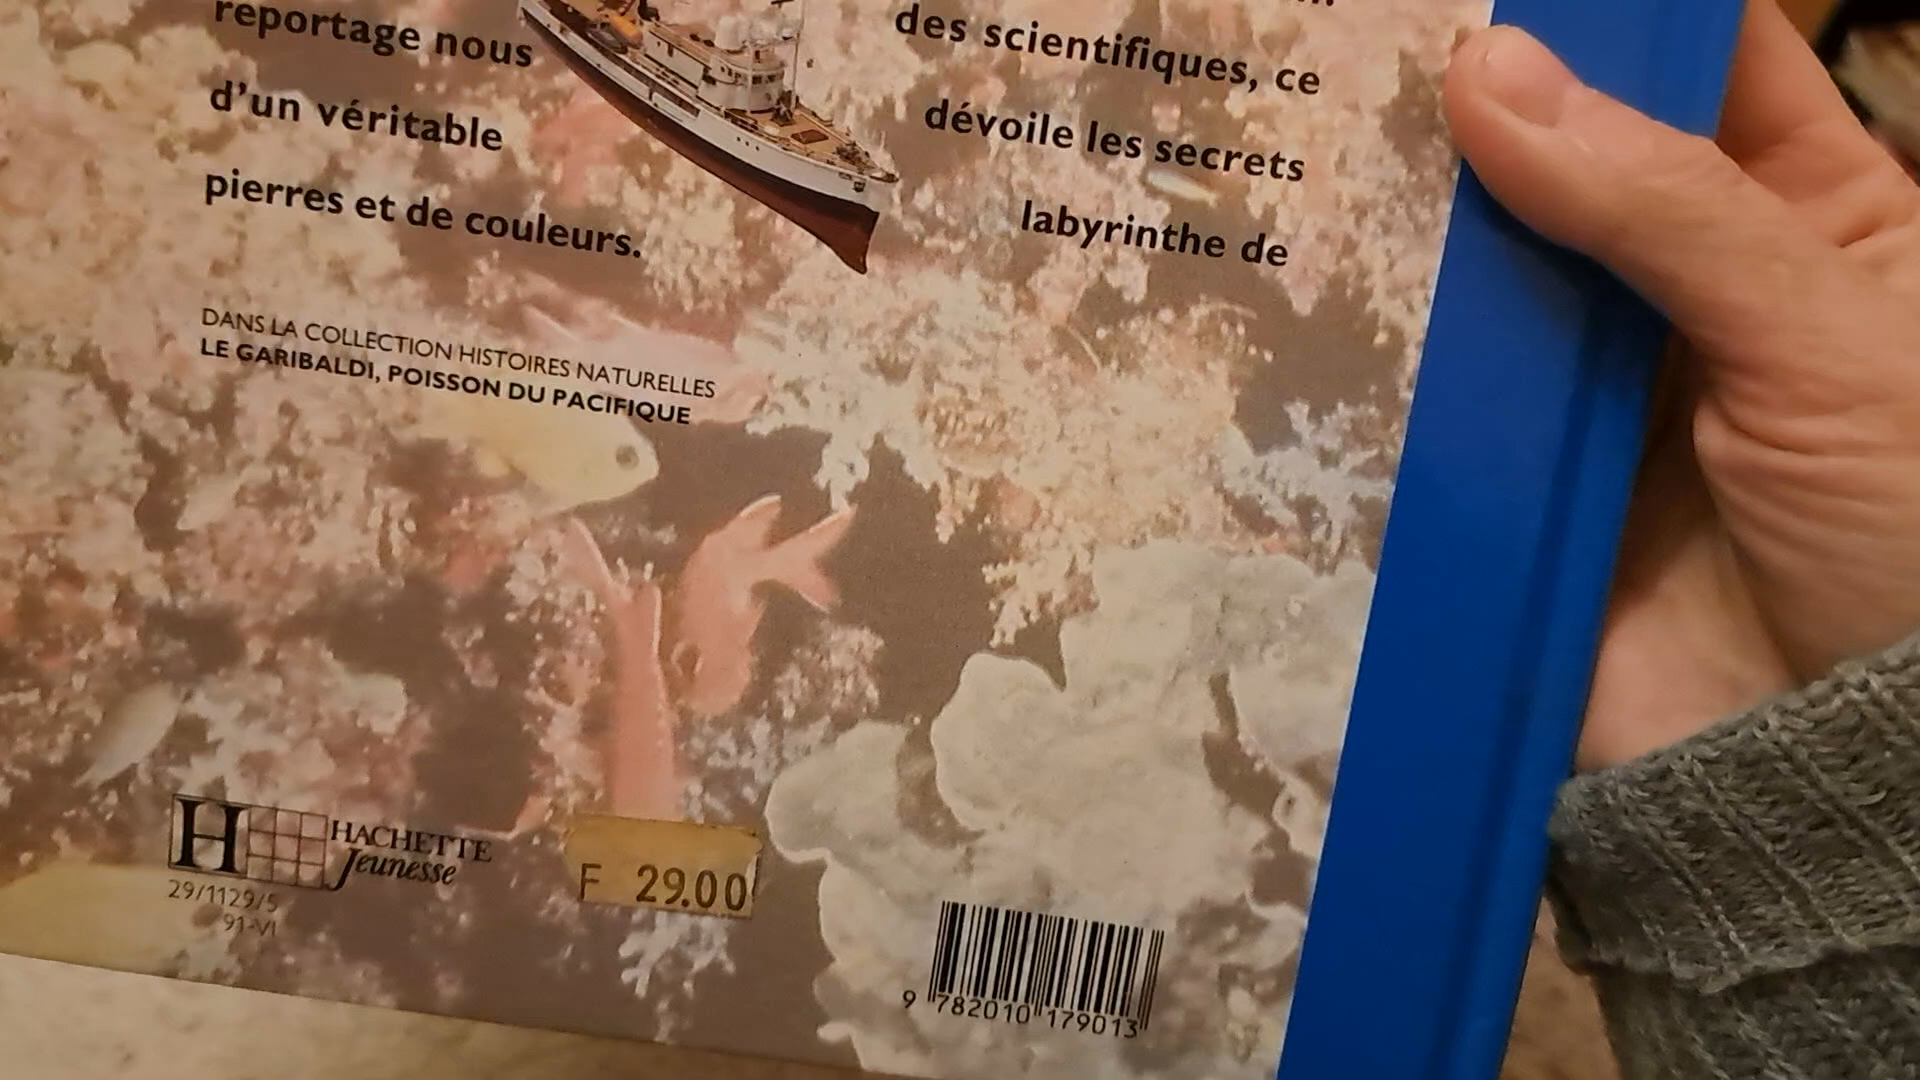 des scientifiques, ce
reportage nous dévoile les secrets
d'un véritable labyrinthe de
pierres et de couleurs.
DANS LA COLLECTION HISTOIRES NATURELLES
LE GARIBALDI, POISSON DU PACIFIQUE
H HACHETTE
Jeunesse
29/1129/5
91-VI
F 29.00
9 782010 179013